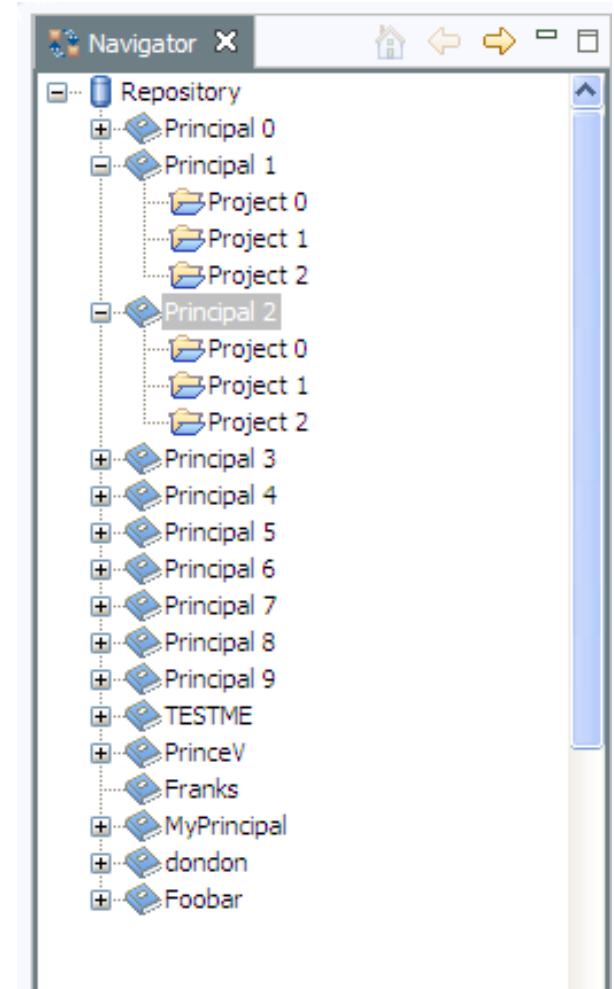 Navigator
Repository
Principal 0
Principal 1
Project 0
Project 1
Project 2
Principal 2
Project 0
Project 1
Project 2
Principal 3
Principal 4
Principal 5
Principal 6
Principal 7
Principal 8
Principal 9
TESTME
PrinceV
Franks
MyPrincipal
dondon
Foobar